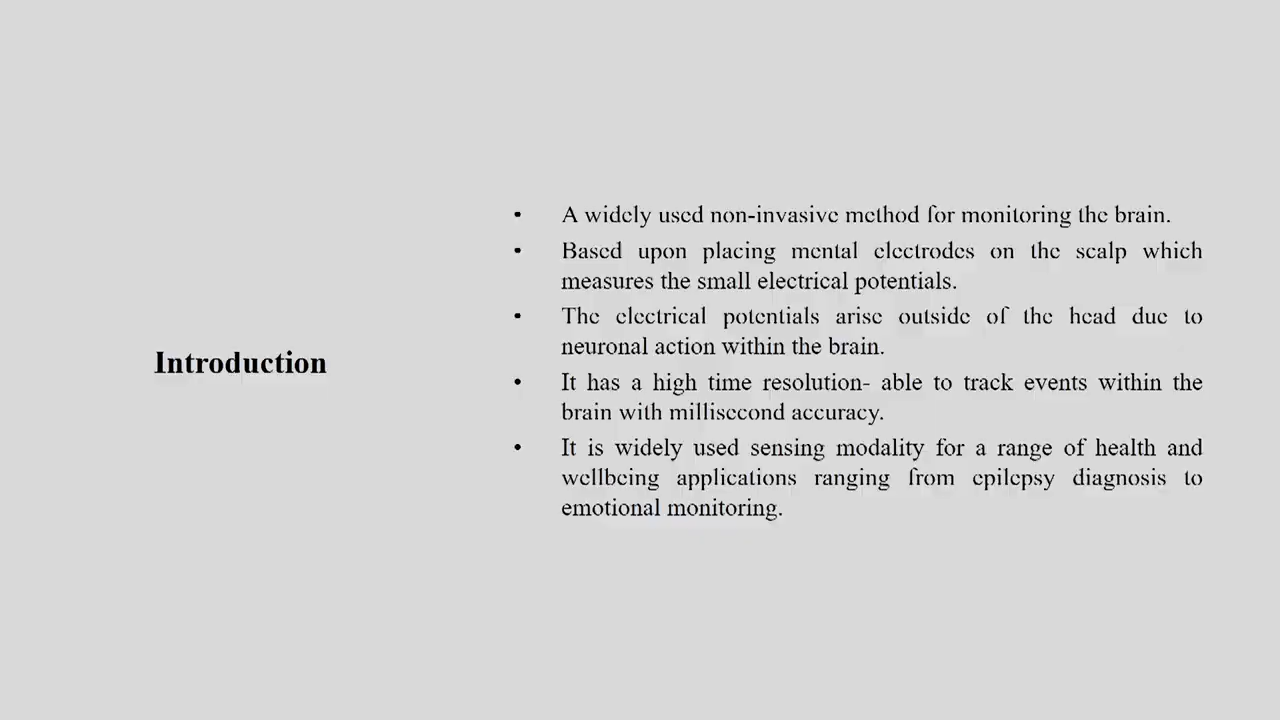 Introduction
• A widely used non-invasive method for monitoring the brain.
• Based upon placing mental electrodes on the scalp which
measures the small electrical potentials.
• The electrical potentials arise outside of the head due to
neuronal action within the brain.
• It has a high time resolution- able to track events within the
brain with millisecond accuracy.
• It is widely used sensing modality for a range of health and
wellbeing applications ranging from epilepsy diagnosis to
emotional monitoring.